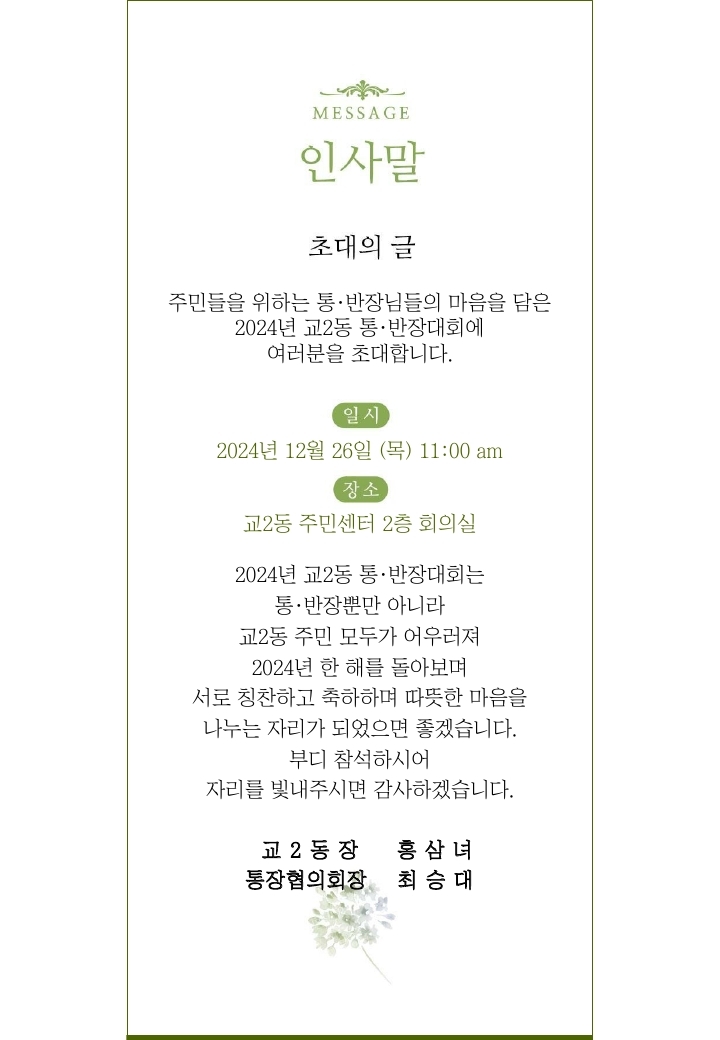 MESSAGE
인사말
초대의 글
주민들을 위하는 통·반장님들의 마음을 담은
2024년 교2동 통·반장대회에
여러분을 초대합니다.
일시
2024년 12월 26일 (목) 11:00 am
장소
교2동 주민센터 2층 회의실
2024년 교2동 통·반장대회는
통·반장뿐만 아니라
교2동 주민 모두가 어우러져
2024년 한 해를 돌아보며
서로 칭찬하고 축하하며 따뜻한 마음을
나누는 자리가 되었으면 좋겠습니다.
부디 참석하시어
자리를 빛내주시면 감사하겠습니다.
교 2 동 장 홍 삼 녀
통장협의회장 최 승 대